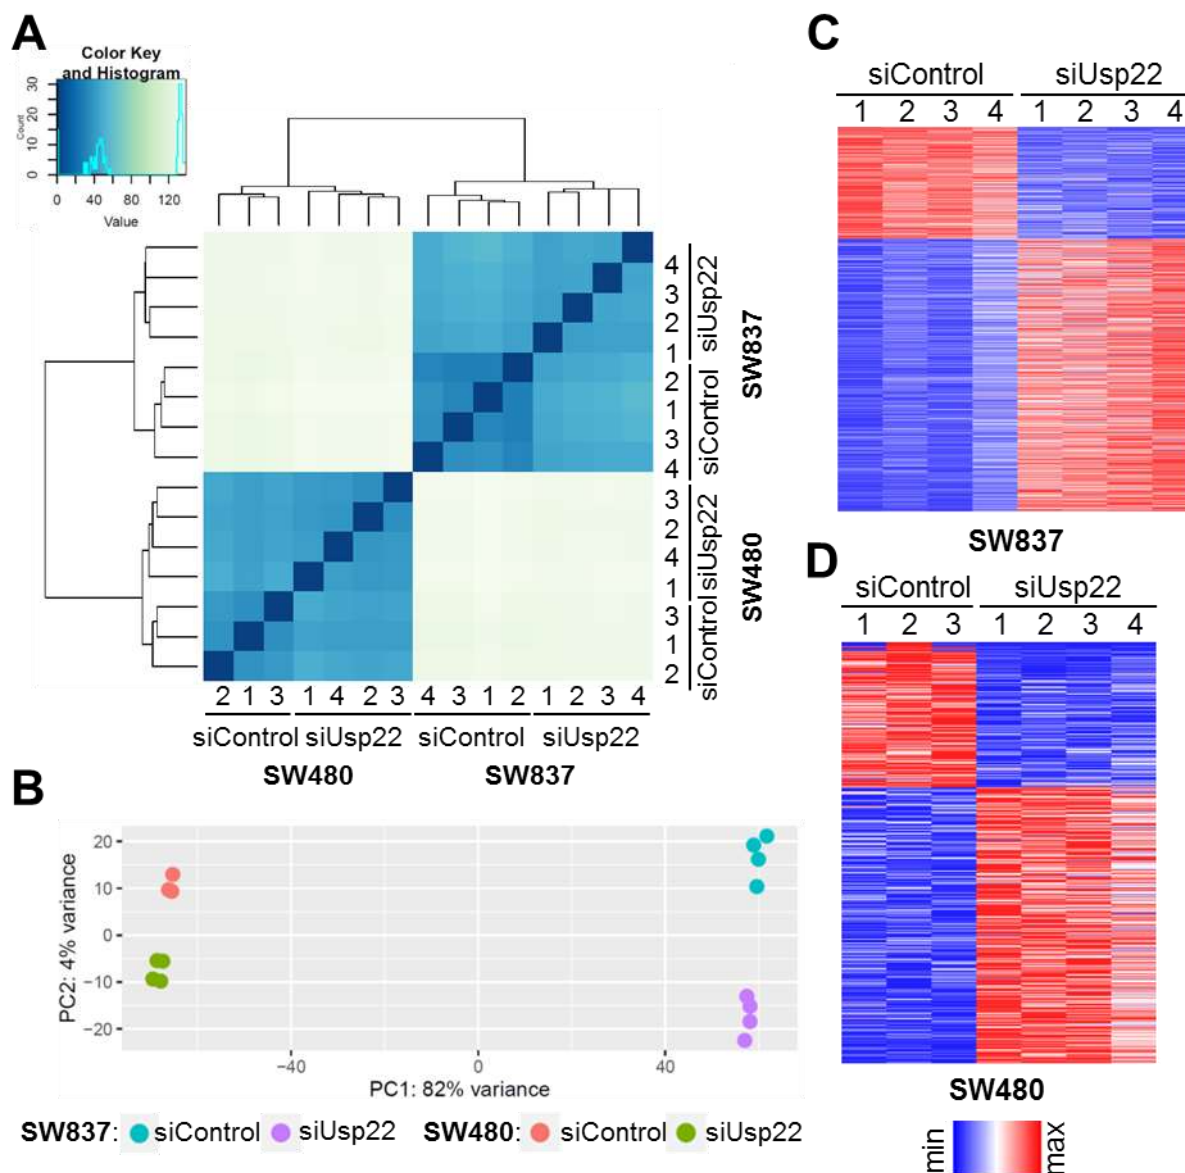 A
Color Key
and Histogram
Count
0 10 20 30
0 40 80 120
Value
4
3
2
1
siUsp22
2
1
3
4
siControl
SW837
3
2
4
1
siUsp22
3
1
2
siControl
SW480
2 1 3 1 4 2 3 4 3 1 2 1 2 3 4
siControl siUsp22 siControl siUsp22
SW480 SW837
B
PC2: 4% variance
20
10
0
−10
−20
−40 0 40
PC1: 82% variance
SW837: siControl siUsp22 SW480: siControl siUsp22
C
siControl siUsp22
1 2 3 4 1 2 3 4
SW837
D
siControl siUsp22
1 2 3 1 2 3 4
SW480
min max